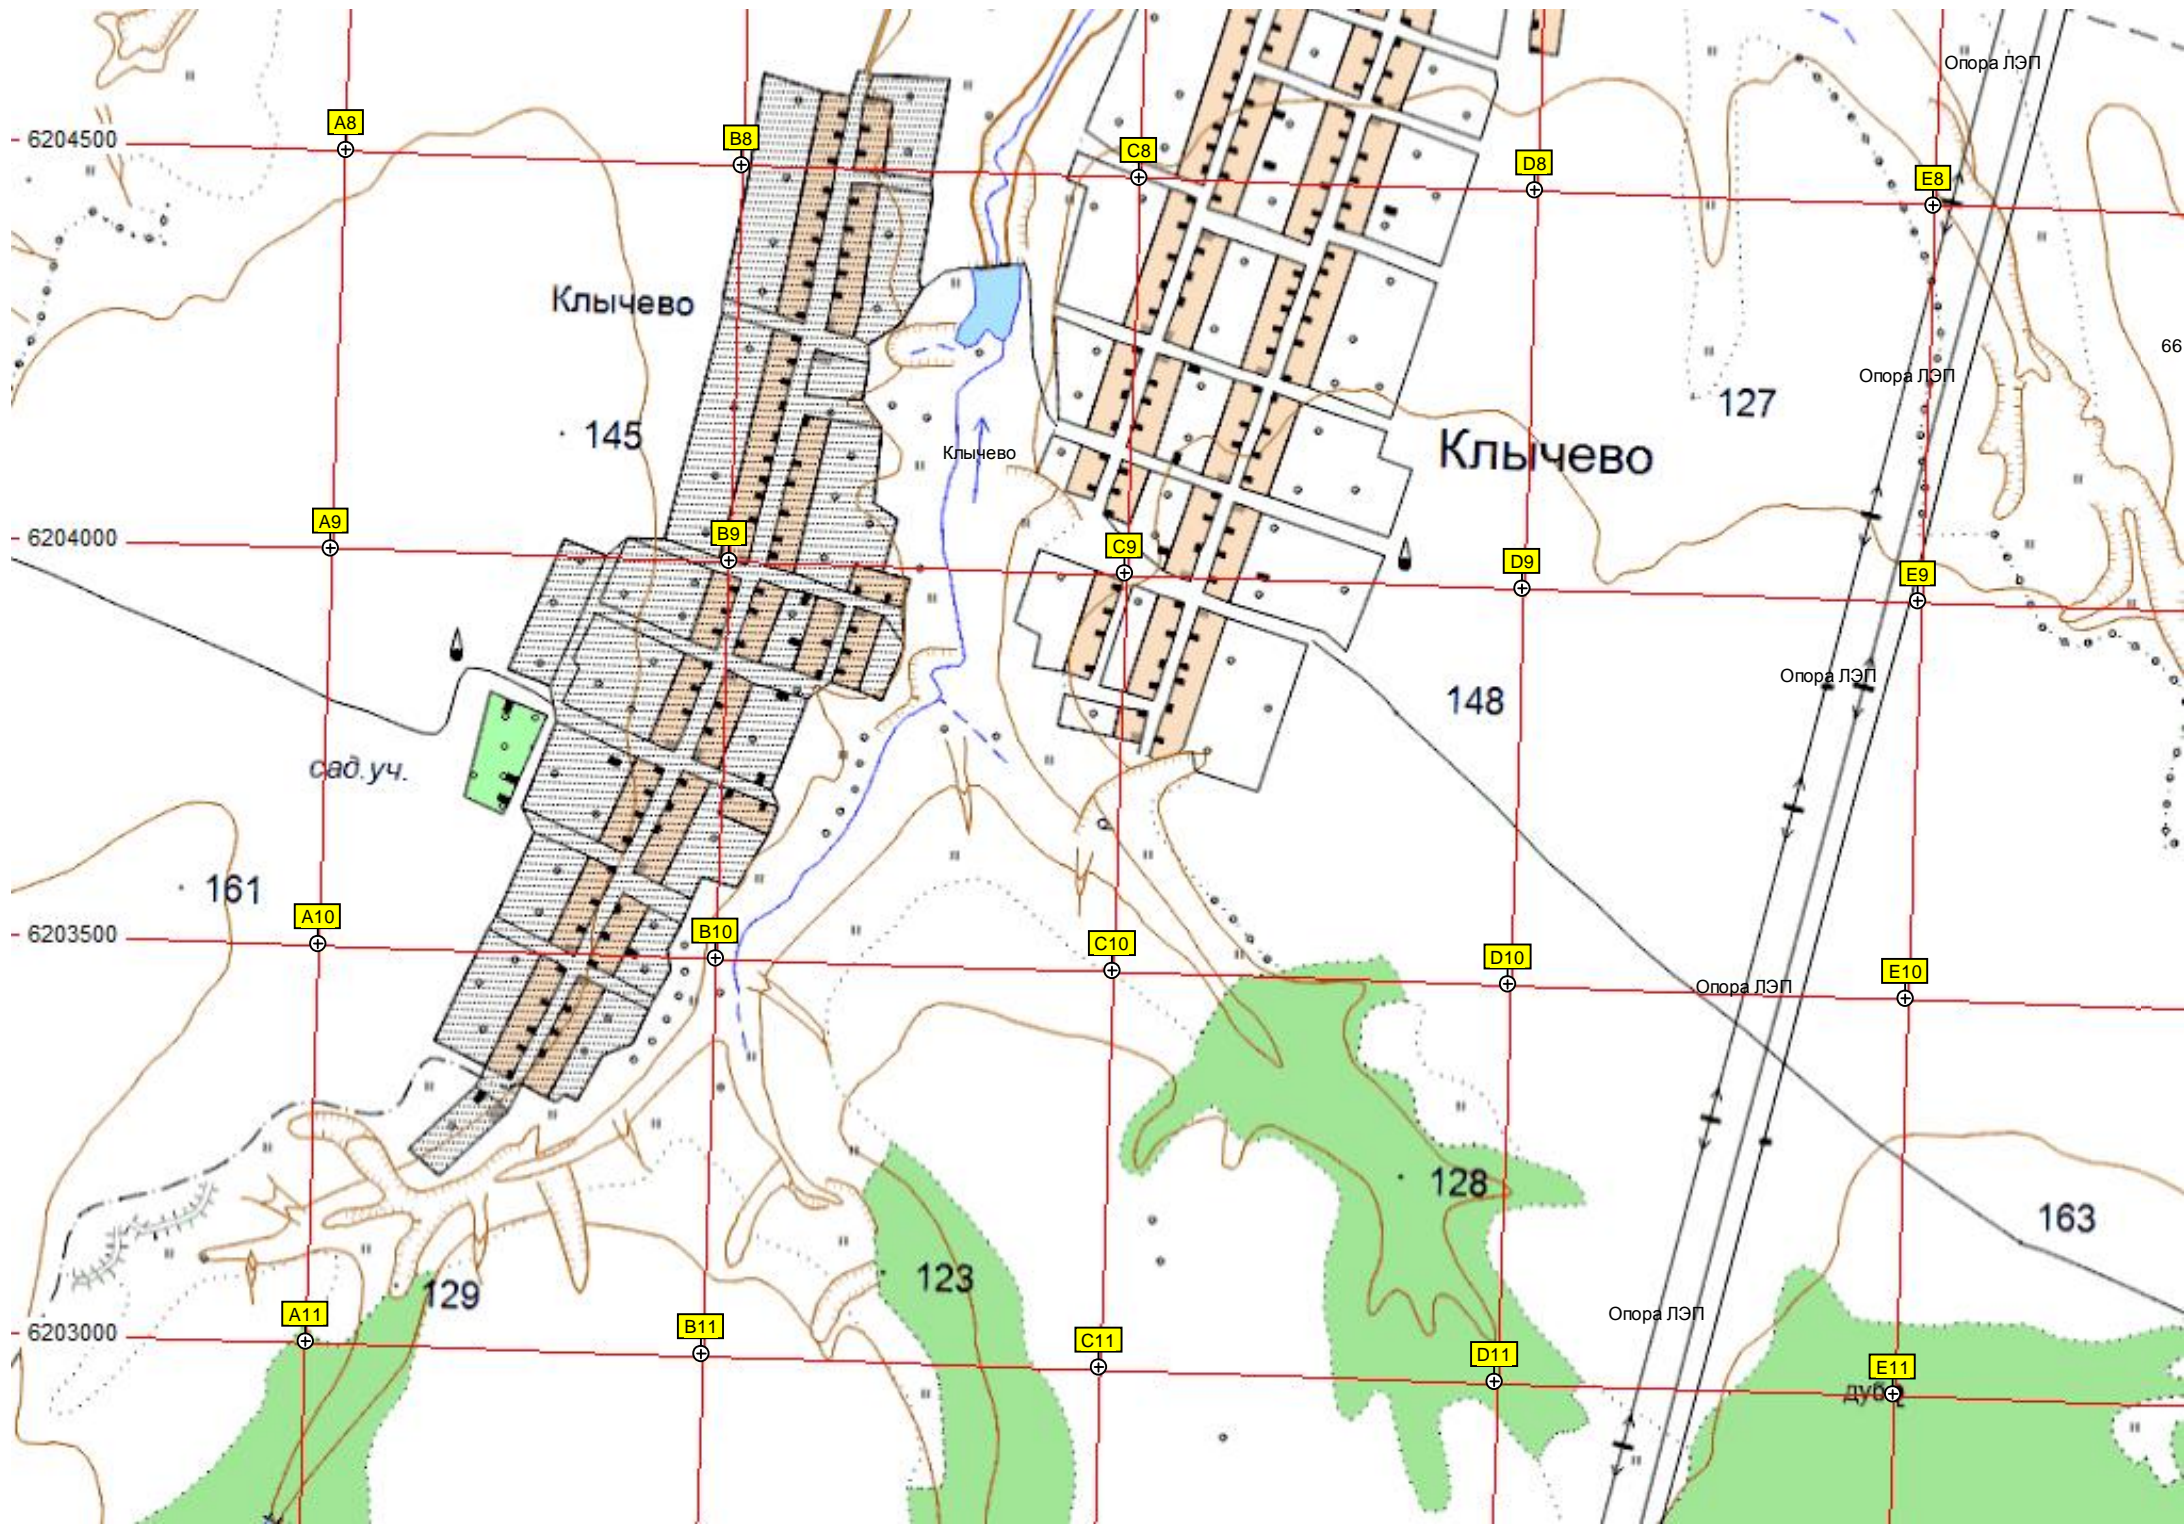 Опора ЛЭП
A8
6204500
B8
C8
D8
E8
Клычево
66
Опора ЛЭП
127
145
Клычево
Клычево
A9
6204000
B9
C9
D9
E9
Опора ЛЭП
148
сад.уч.
161
A10
6203500
B10
C10
D10
E10
Опора ЛЭП
128
163
123
129
Опора ЛЭП
A11
6203000
B11
C11
D11
E11